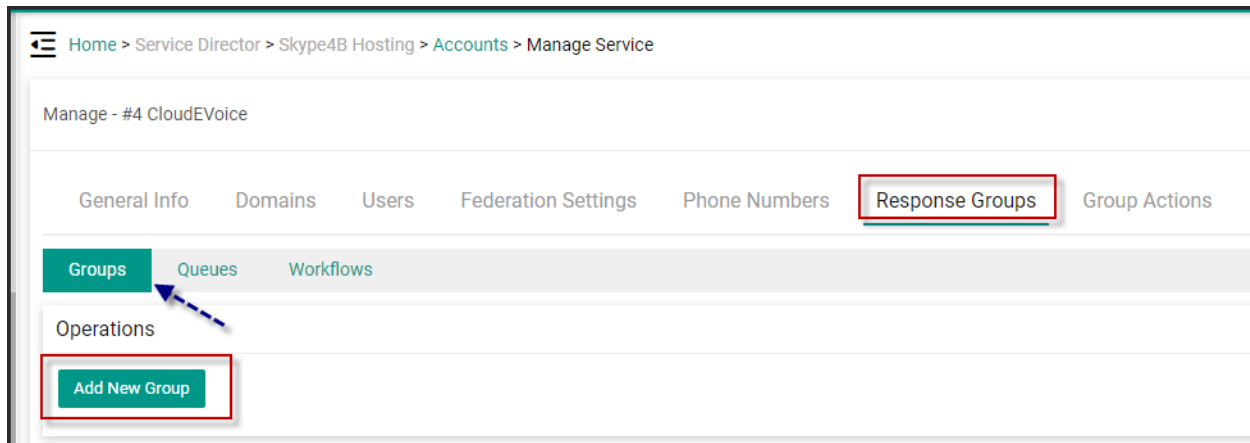 Home > Service Director > Skype4B Hosting > Accounts > Manage Service
Manage - #4 CloudEVoice
General Info Domains Users Federation Settings Phone Numbers Response Groups Group Actions
Groups Queues Workflows
Operations
Add New Group